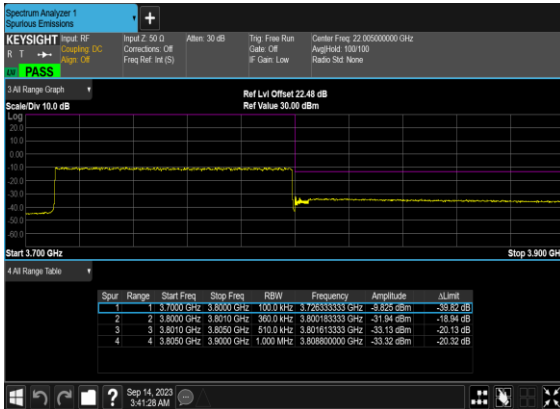 Spectrum Analyzer 1
Spurious Emissions
KEYSIGHT Input: RF Input Z: 50 Ω Atten: 30 dB Trig: Free Run Center Freq: 22.005000000 GHz
R T Coupling: DC Corrections: Off Gate: Off Avg|Hold: 100/100
Align: Off Freq Ref: Int (S) IF Gain: Low Radio Std: None
PASS
3 All Range Graph
Ref Lvl Offset 22.48 dB
Scale/Div 10.0 dB Ref Value 30.00 dBm
Log
20.0
10.0
0.00
-10.0
-20.0
-30.0
-40.0
-50.0
-60.0
Start 3.700 GHz Stop 3.900 GH
4 All Range Table
Spur Range Start Freq Stop Freq RBW Frequency Amplitude ΔLimit
1 1 3.7000 GHz 3.8000 GHz 100.0 kHz 3.726333333 GHz -9.825 dBm -39.82 dB
2 2 3.8000 GHz 3.8010 GHz 360.0 kHz 3.800183333 GHz -31.94 dBm -18.94 dB
3 3 3.8010 GHz 3.8050 GHz 510.0 kHz 3.801613333 GHz -33.13 dBm -20.13 dB
4 4 3.8050 GHz 3.9000 GHz 1.000 MHz 3.808800000 GHz -33.32 dBm -20.32 dB
Sep 14, 2023
3:41:28 AM